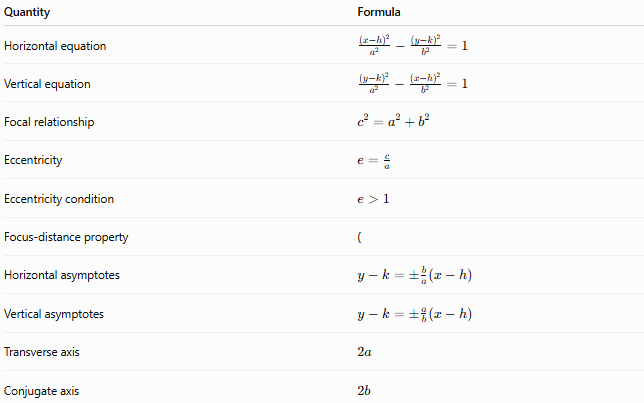 Quantity Formula
Horizontal equation \frac{(x-h)^2}{a^2} - \frac{(y-k)^2}{b^2} = 1
Vertical equation \frac{(y-k)^2}{a^2} - \frac{(x-h)^2}{b^2} = 1
Focal relationship c^2 = a^2 + b^2
Eccentricity e = \frac{c}{a}
Eccentricity condition e > 1
Focus-distance property (
Horizontal asymptotes y - k = ±\frac{b}{a}(x - h)
Vertical asymptotes y - k = ±\frac{a}{b}(x - h)
Transverse axis 2a
Conjugate axis 2b